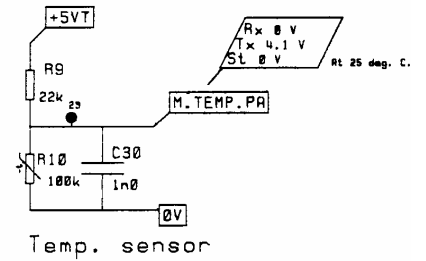 +5VT
Rx 0 V
Tx 4.1 V
St 0 V
Rt 25 deg. C.
R9
22k
29
M.TEMP.PA
R10
100k
C30
1n0
0V
Temp. sensor